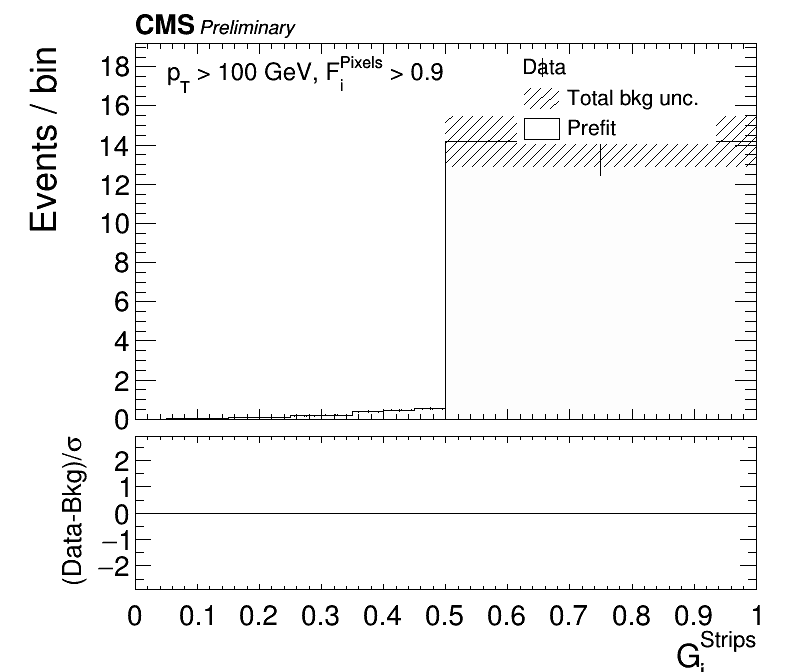 CMS Preliminary
p_T > 100 GeV, F_i^Pixels > 0.9
Data
Total bkg unc.
Prefit
Events / bin
18
16
14
12
10
8
6
4
2
0
(Data-Bkg)/σ
2
1
0
−1
−2
0 0.1 0.2 0.3 0.4 0.5 0.6 0.7 0.8 0.9 1
G_i^Strips